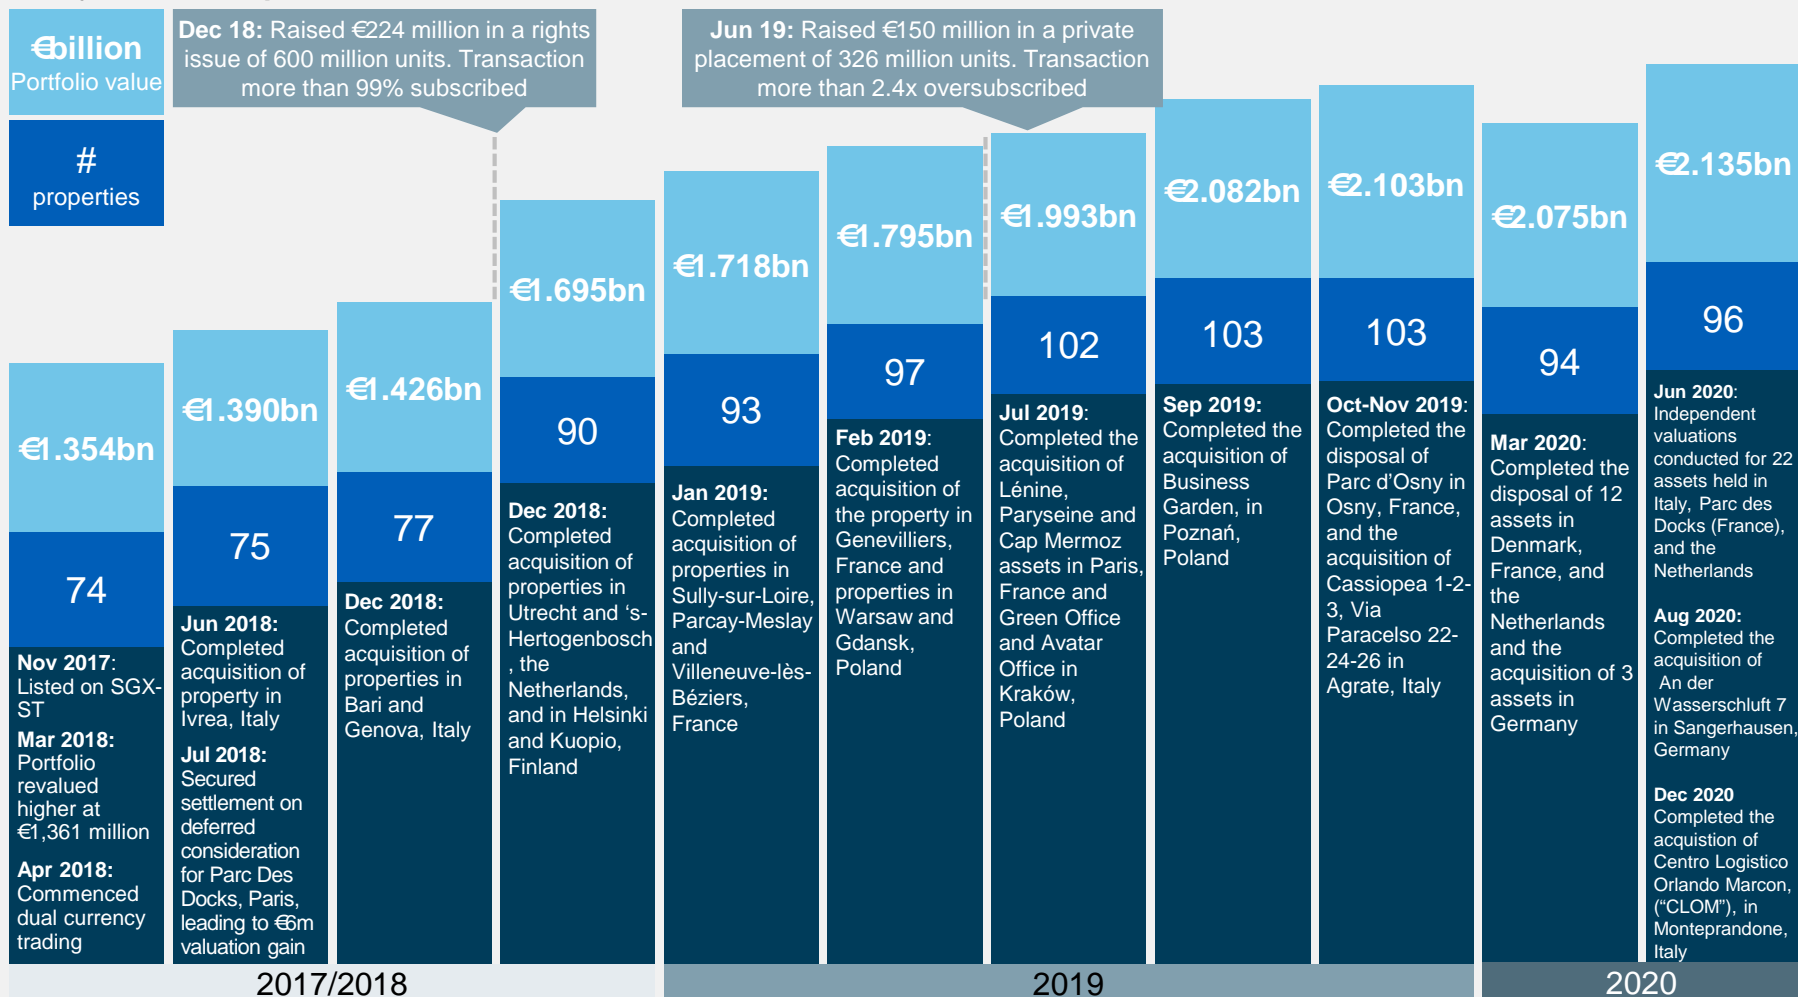 €billion
Portfolio value
#
properties
Dec 18: Raised €224 million in a rights
issue of 600 million units. Transaction
more than 99% subscribed
Jun 19: Raised €150 million in a private
placement of 326 million units. Transaction
more than 2.4x oversubscribed
€1.354bn
74
Nov 2017:
Listed on SGX-
ST
Mar 2018:
Portfolio
revalued
higher at
€1,361 million
Apr 2018:
Commenced
dual currency
trading
€1.390bn
75
Jun 2018:
Completed
acquisition of
property in
Ivrea, Italy
Jul 2018:
Secured
settlement on
deferred
consideration
for Parc Des
Docks, Paris,
leading to €6m
valuation gain
€1.426bn
77
Dec 2018:
Completed
acquisition of
properties in
Bari and
Genova, Italy
€1.695bn
90
Dec 2018:
Completed
acquisition of
properties in
Utrecht and ‘s-
Hertogenbosch
, the
Netherlands,
and in Helsinki
and Kuopio,
Finland
€1.718bn
93
Jan 2019:
Completed
acquisition of
properties in
Sully-sur-Loire,
Parcay-Meslay
and
Villeneuve-lès-
Béziers,
France
€1.795bn
97
Feb 2019:
Completed
acquisition of
the property in
Genevilliers,
France and
properties in
Warsaw and
Gdansk,
Poland
€1.993bn
102
Jul 2019:
Completed the
acquisition of
Lénine,
Paryseine and
Cap Mermoz
assets in Paris,
France and
Green Office
and Avatar
Office in
Kraków,
Poland
€2.082bn
103
Sep 2019:
Completed the
acquisition of
Business
Garden, in
Poznań,
Poland
€2.103bn
103
Oct-Nov 2019:
Completed the
disposal of
Parc d’Osny in
Osny, France,
and the
acquisition of
Cassiopea 1-2-
3, Via
Paracelso 22-
24-26 in
Agrate, Italy
€2.075bn
94
Mar 2020:
Completed the
disposal of 12
assets in
Denmark,
France, and
the
Netherlands
and the
acquisition of 3
assets in
Germany
€2.135bn
96
Jun 2020:
Independent
valuations
conducted for 22
assets held in
Italy, Parc des
Docks (France),
and the
Netherlands
Aug 2020:
Completed the
acquisition of
An der
Wasserschluft 7
in Sangerhausen,
Germany
Dec 2020
Completed the
acquistion of
Centro Logistico
Orlando Marcon,
(“CLOM”), in
Monteprandone,
Italy
2017/2018
2019
2020